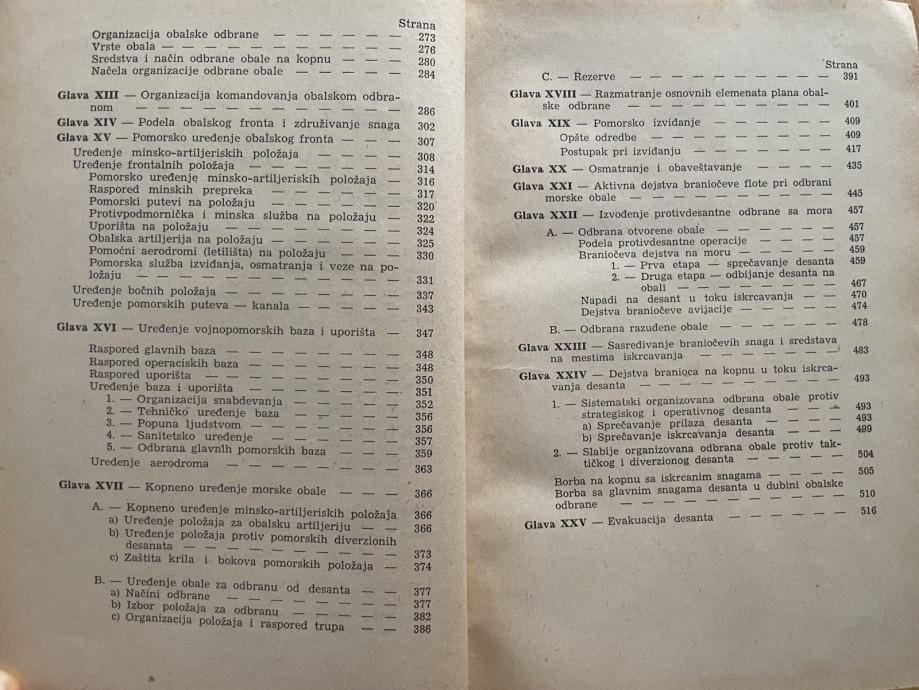 Strana
Organizacija obalske odbrane — — — — — — — 273
Vrste obala — — — — — — — — — — — — 276
Sredstva i način odbrane obale na kopnu — — — — 280
Načela organizacije odbrane obale — — — — — — 284
Glava XIII — Organizacija komandovanja obalskom odbra-
nom — — — — — — — — — — — — 286
Glava XIV — Podela obalskog fronta i združivanje snaga 302
Glava XV — Pomorsko uređenje obalskog fronta — — — 307
Uređenje minsko-artiljeriskih položaja — — — — — 308
Uređenje frontalnih položaja — — — — — — — 314
Pomorsko uređenje minsko-artiljeriskih položaja — 316
Raspored minskih prepreka — — — — — — — 317
Pomorski putevi na položaju — — — — — — — 320
Protivpodmornička i minska služba na položaju — 322
Uporišta na položaju — — — — — — — — 324
Obalska artiljerija na položaju — — — — — — 325
Pomoćni aerodromi (letilišta) na položaju — — — 330
Pomorska služba izviđanja, osmatranja i veze na po-
ložaju — — — — — — — — — — — — 331
Uređenje bočnih položaja — — — — — — — — 337
Uređenje pomorskih puteva — kanala — — — — — 343
Glava XVI — Uređenje vojnopomorskih baza i uporišta — 347
Raspored glavnih baza — — — — — — — — 348
Raspored operaciskih baza — — — — — — — 348
Raspored uporišta — — — — — — — — — 350
Uređenje baza i uporišta — — — — — — — 351
1. — Organizacija snabdevanja — — — — — — 352
2. — Tehničko uređenje baza — — — — — — 356
3. — Popuna ljudstvom — — — — — — — 356
4. — Sanitetsko uređenje — — — — — — — 357
5. — Odbrana glavnih pomorskih baza — — — — 359
Uređenje aerodroma — — — — — — — — 363
Glava XVII — Kopneno uređenje morske obale — — — 366
A. — Kopneno uređenje minsko-artiljeriskih položaja 366
a) Uređenje položaja za obalsku artiljeriju — — 366
b) Uređenje položaja protiv pomorskih diverzionih
desanata — — — — — — — — — — 373
c) Zaštita krila i bokova pomorskih položaja — 374
B. — Uređenje obale za odbranu od desanta — — — 377
a) Načini odbrane — — — — — — — — 377
b) Izbor položaja za odbranu — — — — — 382
c) Organizacija položaja i raspored trupa — — 386
Strana
C. — Rezerve — — — — — — — — — — 391
Glava XVIII — Razmatranje osnovnih elemenata plana obal-
ske odbrane — — — — — — — — — 401
Glava XIX — Pomorsko izviđanje — — — — — — — 409
Opšte odredbe — — — — — — — — — 409
Postupak pri izviđanju — — — — — — — 417
Glava XX — Osmatranje i obaveštavanje — — — — — 435
Glava XXI — Aktivna dejstva branio­čeve flote pri odbrani
morske obale — — — — — — — — — 445
Glava XXII — Izvođenje protivdesantne odbrane sa mora 457
A. — Odbrana otvorene obale — — — — — — 457
Podela protivdesantne operacije — — — — 457
Braniočeva dejstva na moru — — — — — 459
1. — Prva etapa — sprečavanje desanta 459
2. — Druga etapa — odbijanje desanta na
obali — — — — — — — — — 467
Napadi na desant u toku iskrcavanja — — — 470
Dejstva braniočeve avijacije — — — — — 474
B. — Odbrana razuđene obale — — — — — — 478
Glava XXIII — Sasređivanje braniočevih snaga i sredstava
na mestima iskrcavanja — — — — — — 483
Glava XXIV — Dejstva branioca na kopnu u toku iskrca-
vanja desanta — — — — — — — — — 493
1. — Sistematski organizovana odbrana obale protiv
strategiskog i operativnog desanta — — — — 493
a) Sprečavanje prilaza desanta — — — — 493
b) Sprečavanje iskrcavanja desanta — — — 499
2. — Slabije organizovana odbrana obale protiv tak-
tičkog i diverzionog desanta — — — — — 504
Borba na kopnu sa iskrcanim snagama — — — — 505
Borba sa glavnim snagama desanta u dubini obalske
odbrane — — — — — — — — — — — 510
Glava XXV — Evakuacija desanta — — — — — — 516